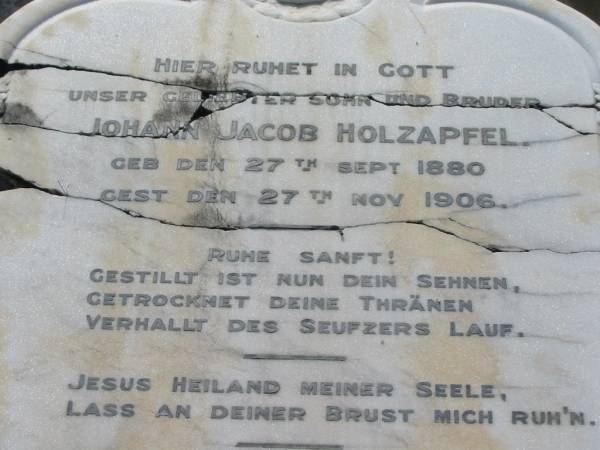 Hier ruhet in Gott
unser geliebter Sohn und Bruder
Johann Jacob Holzapfel.
geb den 27th Sept 1880
gest den 27th Nov 1906.
Ruhe sanft!
Gestillt ist nun dein Sehnen,
getrocknet deine Thränen
verhallt des Seufzers Lauf.
Jesus Heiland meiner Seele,
lass an deiner Brust mich ruh'n.